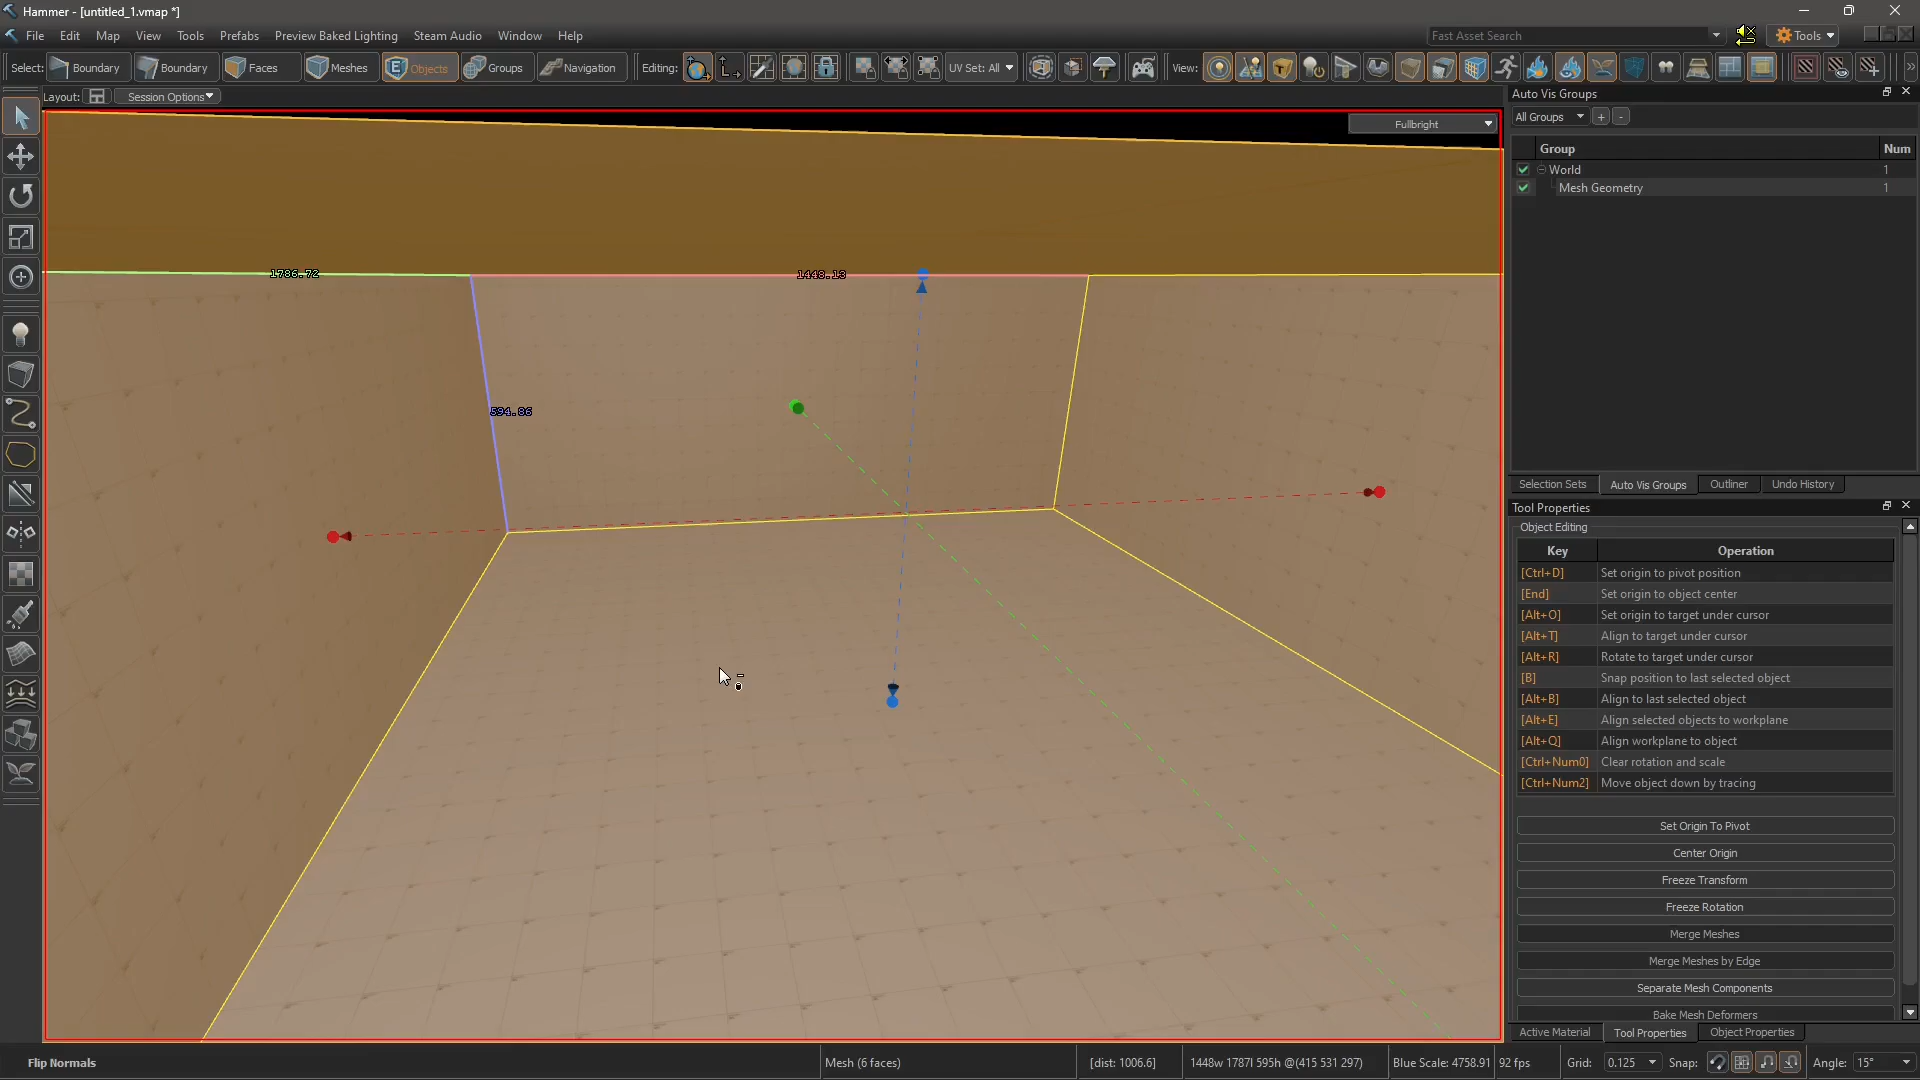 Hammer - [untitled_1.vmap *]
File Edit Map View Tools Prefabs Preview Baked Lighting Steam Audio Window Help
Fast Asset Search
Tools
Select: Boundary Boundary Faces Meshes Objects Groups Navigation Editing: UV Set: All View:
Layout: Session Options
Auto Vis Groups
All Groups + -
Group Num
World 1
Mesh Geometry 1
Fullbright
1786.72
1448.13
594.86
Selection Sets Auto Vis Groups Outliner Undo History
Tool Properties
Object Editing
Key Operation
[Ctrl+D] Set origin to pivot position
[End] Set origin to object center
[Alt+O] Set origin to target under cursor
[Alt+T] Align to target under cursor
[Alt+R] Rotate to target under cursor
[B] Snap position to last selected object
[Alt+B] Align to last selected object
[Alt+E] Align selected objects to workplane
[Alt+Q] Align workplane to object
[Ctrl+Num0] Clear rotation and scale
[Ctrl+Num2] Move object down by tracing
Set Origin To Pivot
Center Origin
Freeze Transform
Freeze Rotation
Merge Meshes
Merge Meshes by Edge
Separate Mesh Components
Bake Mesh Deformers
Active Material Tool Properties Object Properties
Flip Normals Mesh (6 faces) [dist: 1006.6] 1448w 1787l 595h @(415 531 297) Blue Scale: 4758.91 92 fps Grid: 0.125 Snap: Angle: 15°